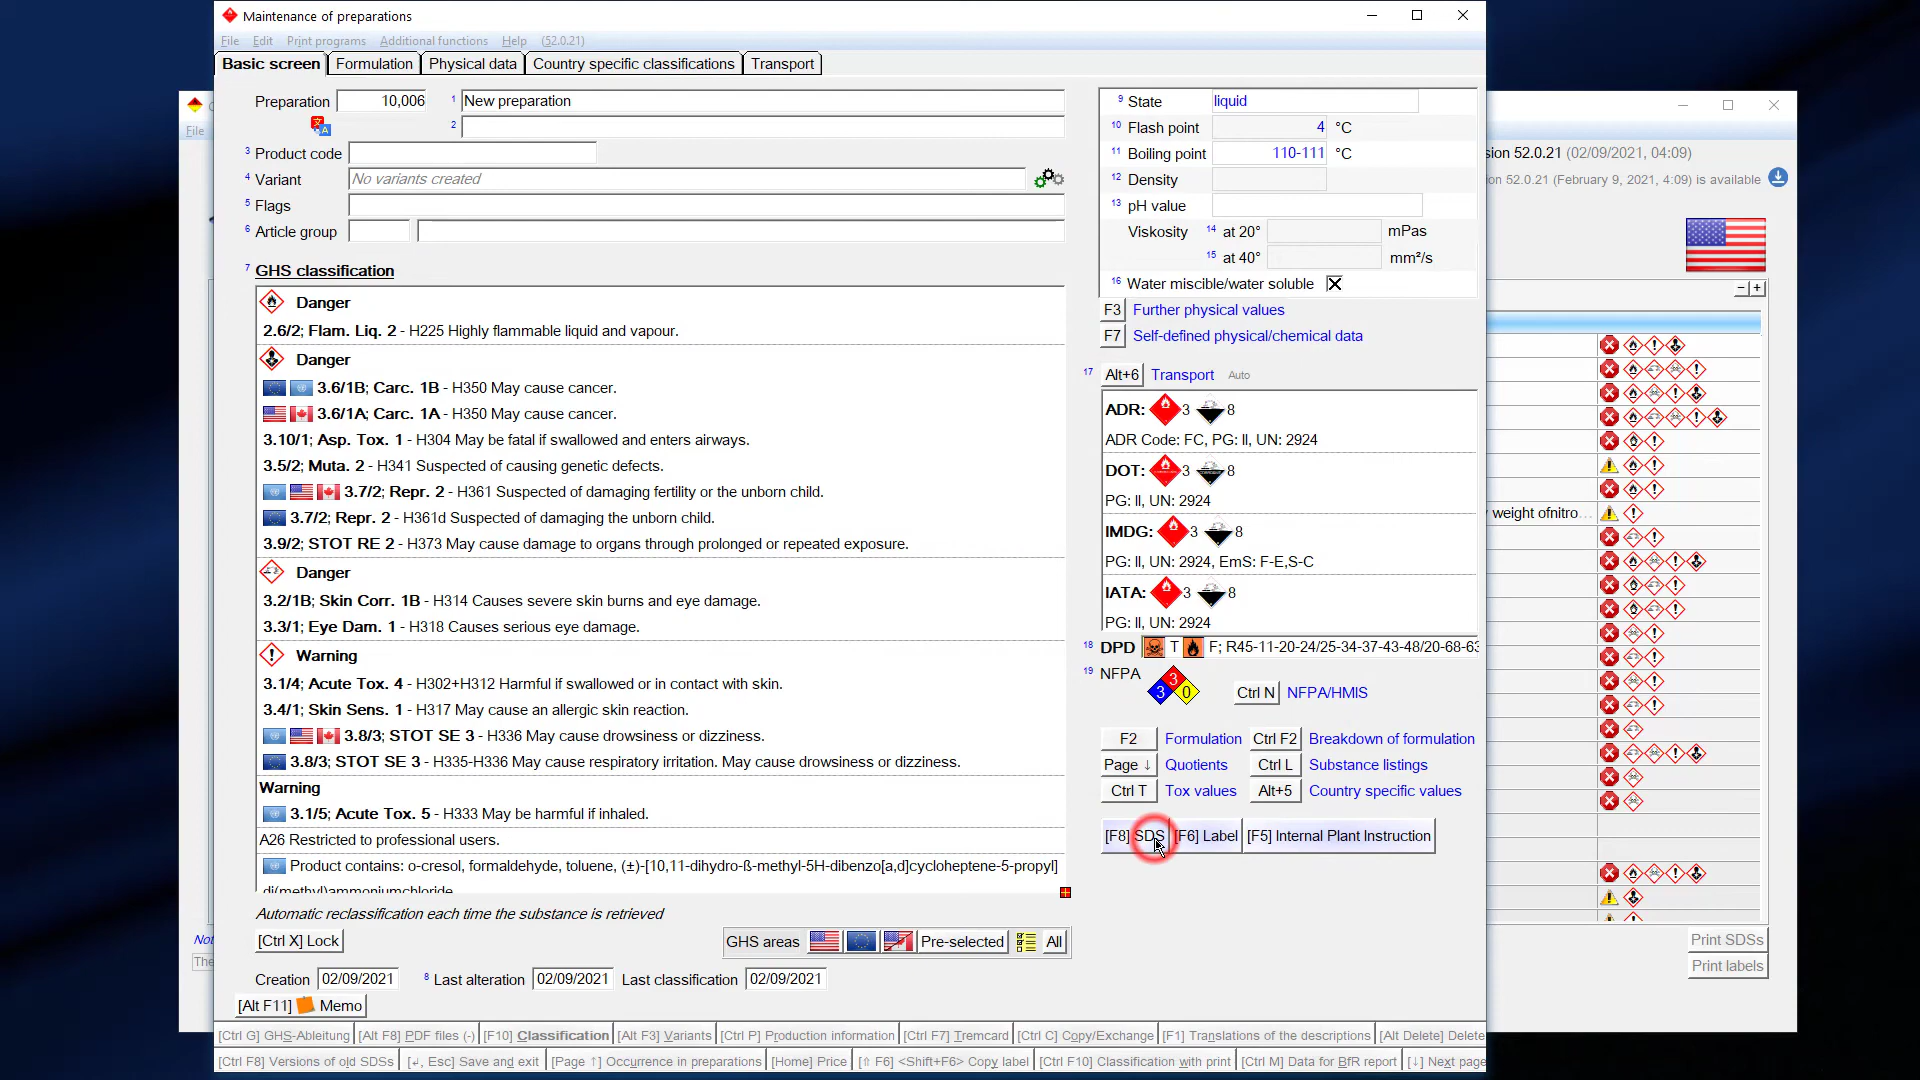 Maintenance of preparations
File Edit Print programs Additional functions Help (52.0.21)
Basic screen Formulation Physical data Country specific classifications Transport
Preparation 10,006 1 New preparation
2
3 Product code
4 Variant No variants created
5 Flags
6 Article group
7 GHS classification
Danger
2.6/2; Flam. Liq. 2 - H225 Highly flammable liquid and vapour.
Danger
3.6/1B; Carc. 1B - H350 May cause cancer.
3.6/1A; Carc. 1A - H350 May cause cancer.
3.10/1; Asp. Tox. 1 - H304 May be fatal if swallowed and enters airways.
3.5/2; Muta. 2 - H341 Suspected of causing genetic defects.
3.7/2; Repr. 2 - H361 Suspected of damaging fertility or the unborn child.
3.7/2; Repr. 2 - H361d Suspected of damaging the unborn child.
3.9/2; STOT RE 2 - H373 May cause damage to organs through prolonged or repeated exposure.
Danger
3.2/1B; Skin Corr. 1B - H314 Causes severe skin burns and eye damage.
3.3/1; Eye Dam. 1 - H318 Causes serious eye damage.
Warning
3.1/4; Acute Tox. 4 - H302+H312 Harmful if swallowed or in contact with skin.
3.4/1; Skin Sens. 1 - H317 May cause an allergic skin reaction.
3.8/3; STOT SE 3 - H336 May cause drowsiness or dizziness.
3.8/3; STOT SE 3 - H335-H336 May cause respiratory irritation. May cause drowsiness or dizziness.
Warning
3.1/5; Acute Tox. 5 - H333 May be harmful if inhaled.
A26 Restricted to professional users.
Product contains: o-cresol, formaldehyde, toluene, (±)-[10,11-dihydro-ß-methyl-5H-dibenzo[a,d]cycloheptene-5-propyl]
di(methyl)ammoniumchloride
Automatic reclassification each time the substance is retrieved
[Ctrl X] Lock
GHS areas Pre-selected All
Creation 02/09/2021 8 Last alteration 02/09/2021 Last classification 02/09/2021
[Alt F11] Memo
9 State liquid
10 Flash point 4 °C
11 Boiling point 110-111 °C
12 Density
13 pH value
Viskosity 14 at 20° mPas
15 at 40° mm²/s
16 Water miscible/water soluble
F3 Further physical values
F7 Self-defined physical/chemical data
17 Alt+6 Transport Auto
ADR: 3 8
ADR Code: FC, PG: II, UN: 2924
DOT: 3 8
PG: II, UN: 2924
IMDG: 3 8
PG: II, UN: 2924, EmS: F-E,S-C
IATA: 3 8
PG: II, UN: 2924
18 DPD T F; R45-11-20-24/25-34-37-43-48/20-68-63
19 NFPA 3 3 0 Ctrl N NFPA/HMIS
F2 Formulation Ctrl F2 Breakdown of formulation
Page ↓ Quotients Ctrl L Substance listings
Ctrl T Tox values Alt+5 Country specific values
[F8] SDS [F6] Label [F5] Internal Plant Instruction
[Ctrl G] GHS-Ableitung [Alt F8] PDF files (-) [F10] Classification [Alt F3] Variants [Ctrl P] Production information [Ctrl F7] Tremcard [Ctrl C] Copy/Exchange [F1] Translations of the descriptions [Alt Delete] Delete
[Ctrl F8] Versions of old SDSs [↲, Esc] Save and exit [Page ↑] Occurrence in preparations [Home] Price [⇧ F6] <Shift+F6> Copy label [Ctrl F10] Classification with print [Ctrl M] Data for BfR report [↓] Next page
File
sion 52.0.21 (02/09/2021, 04:09)
on 52.0.21 (February 9, 2021, 4:09) is available
weight ofnitro...
Not
The
Print SDSs
Print labels